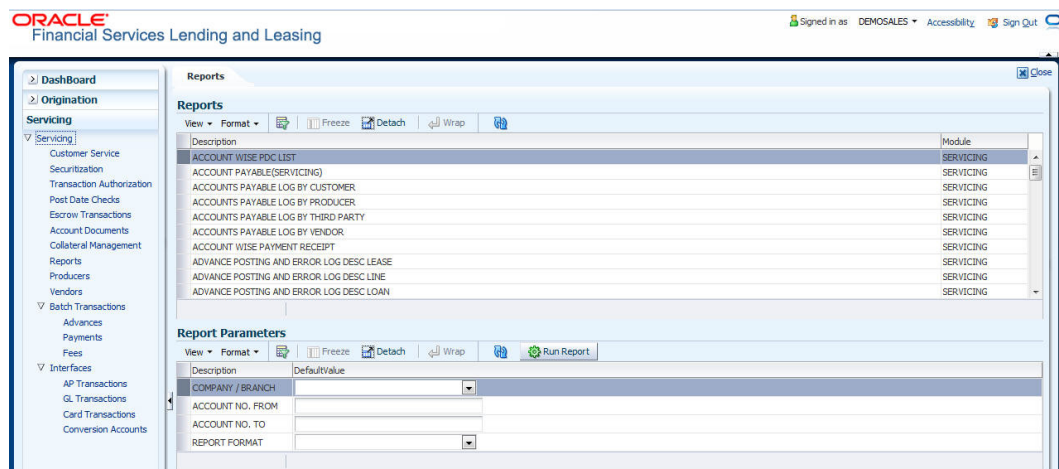 ORACLE®
Financial Services Lending and Leasing
Signed in as DEMOSALES Accessibility Sign Out
DashBoard
Origination
Servicing
Servicing
Customer Service
Securitization
Transaction Authorization
Post Date Checks
Escrow Transactions
Account Documents
Collateral Management
Reports
Producers
Vendors
Batch Transactions
Advances
Payments
Fees
Interfaces
AP Transactions
GL Transactions
Card Transactions
Conversion Accounts
Reports
Close
Reports
View Format Freeze Detach Wrap
Description Module
ACCOUNT WISE PDC LIST SERVICING
ACCOUNT PAYABLE(SERVICING) SERVICING
ACCOUNTS PAYABLE LOG BY CUSTOMER SERVICING
ACCOUNTS PAYABLE LOG BY PRODUCER SERVICING
ACCOUNTS PAYABLE LOG BY THIRD PARTY SERVICING
ACCOUNTS PAYABLE LOG BY VENDOR SERVICING
ACCOUNT WISE PAYMENT RECEIPT SERVICING
ADVANCE POSTING AND ERROR LOG DESC LEASE SERVICING
ADVANCE POSTING AND ERROR LOG DESC LINE SERVICING
ADVANCE POSTING AND ERROR LOG DESC LOAN SERVICING
Report Parameters
View Format Freeze Detach Wrap Run Report
Description DefaultValue
COMPANY / BRANCH
ACCOUNT NO. FROM
ACCOUNT NO. TO
REPORT FORMAT